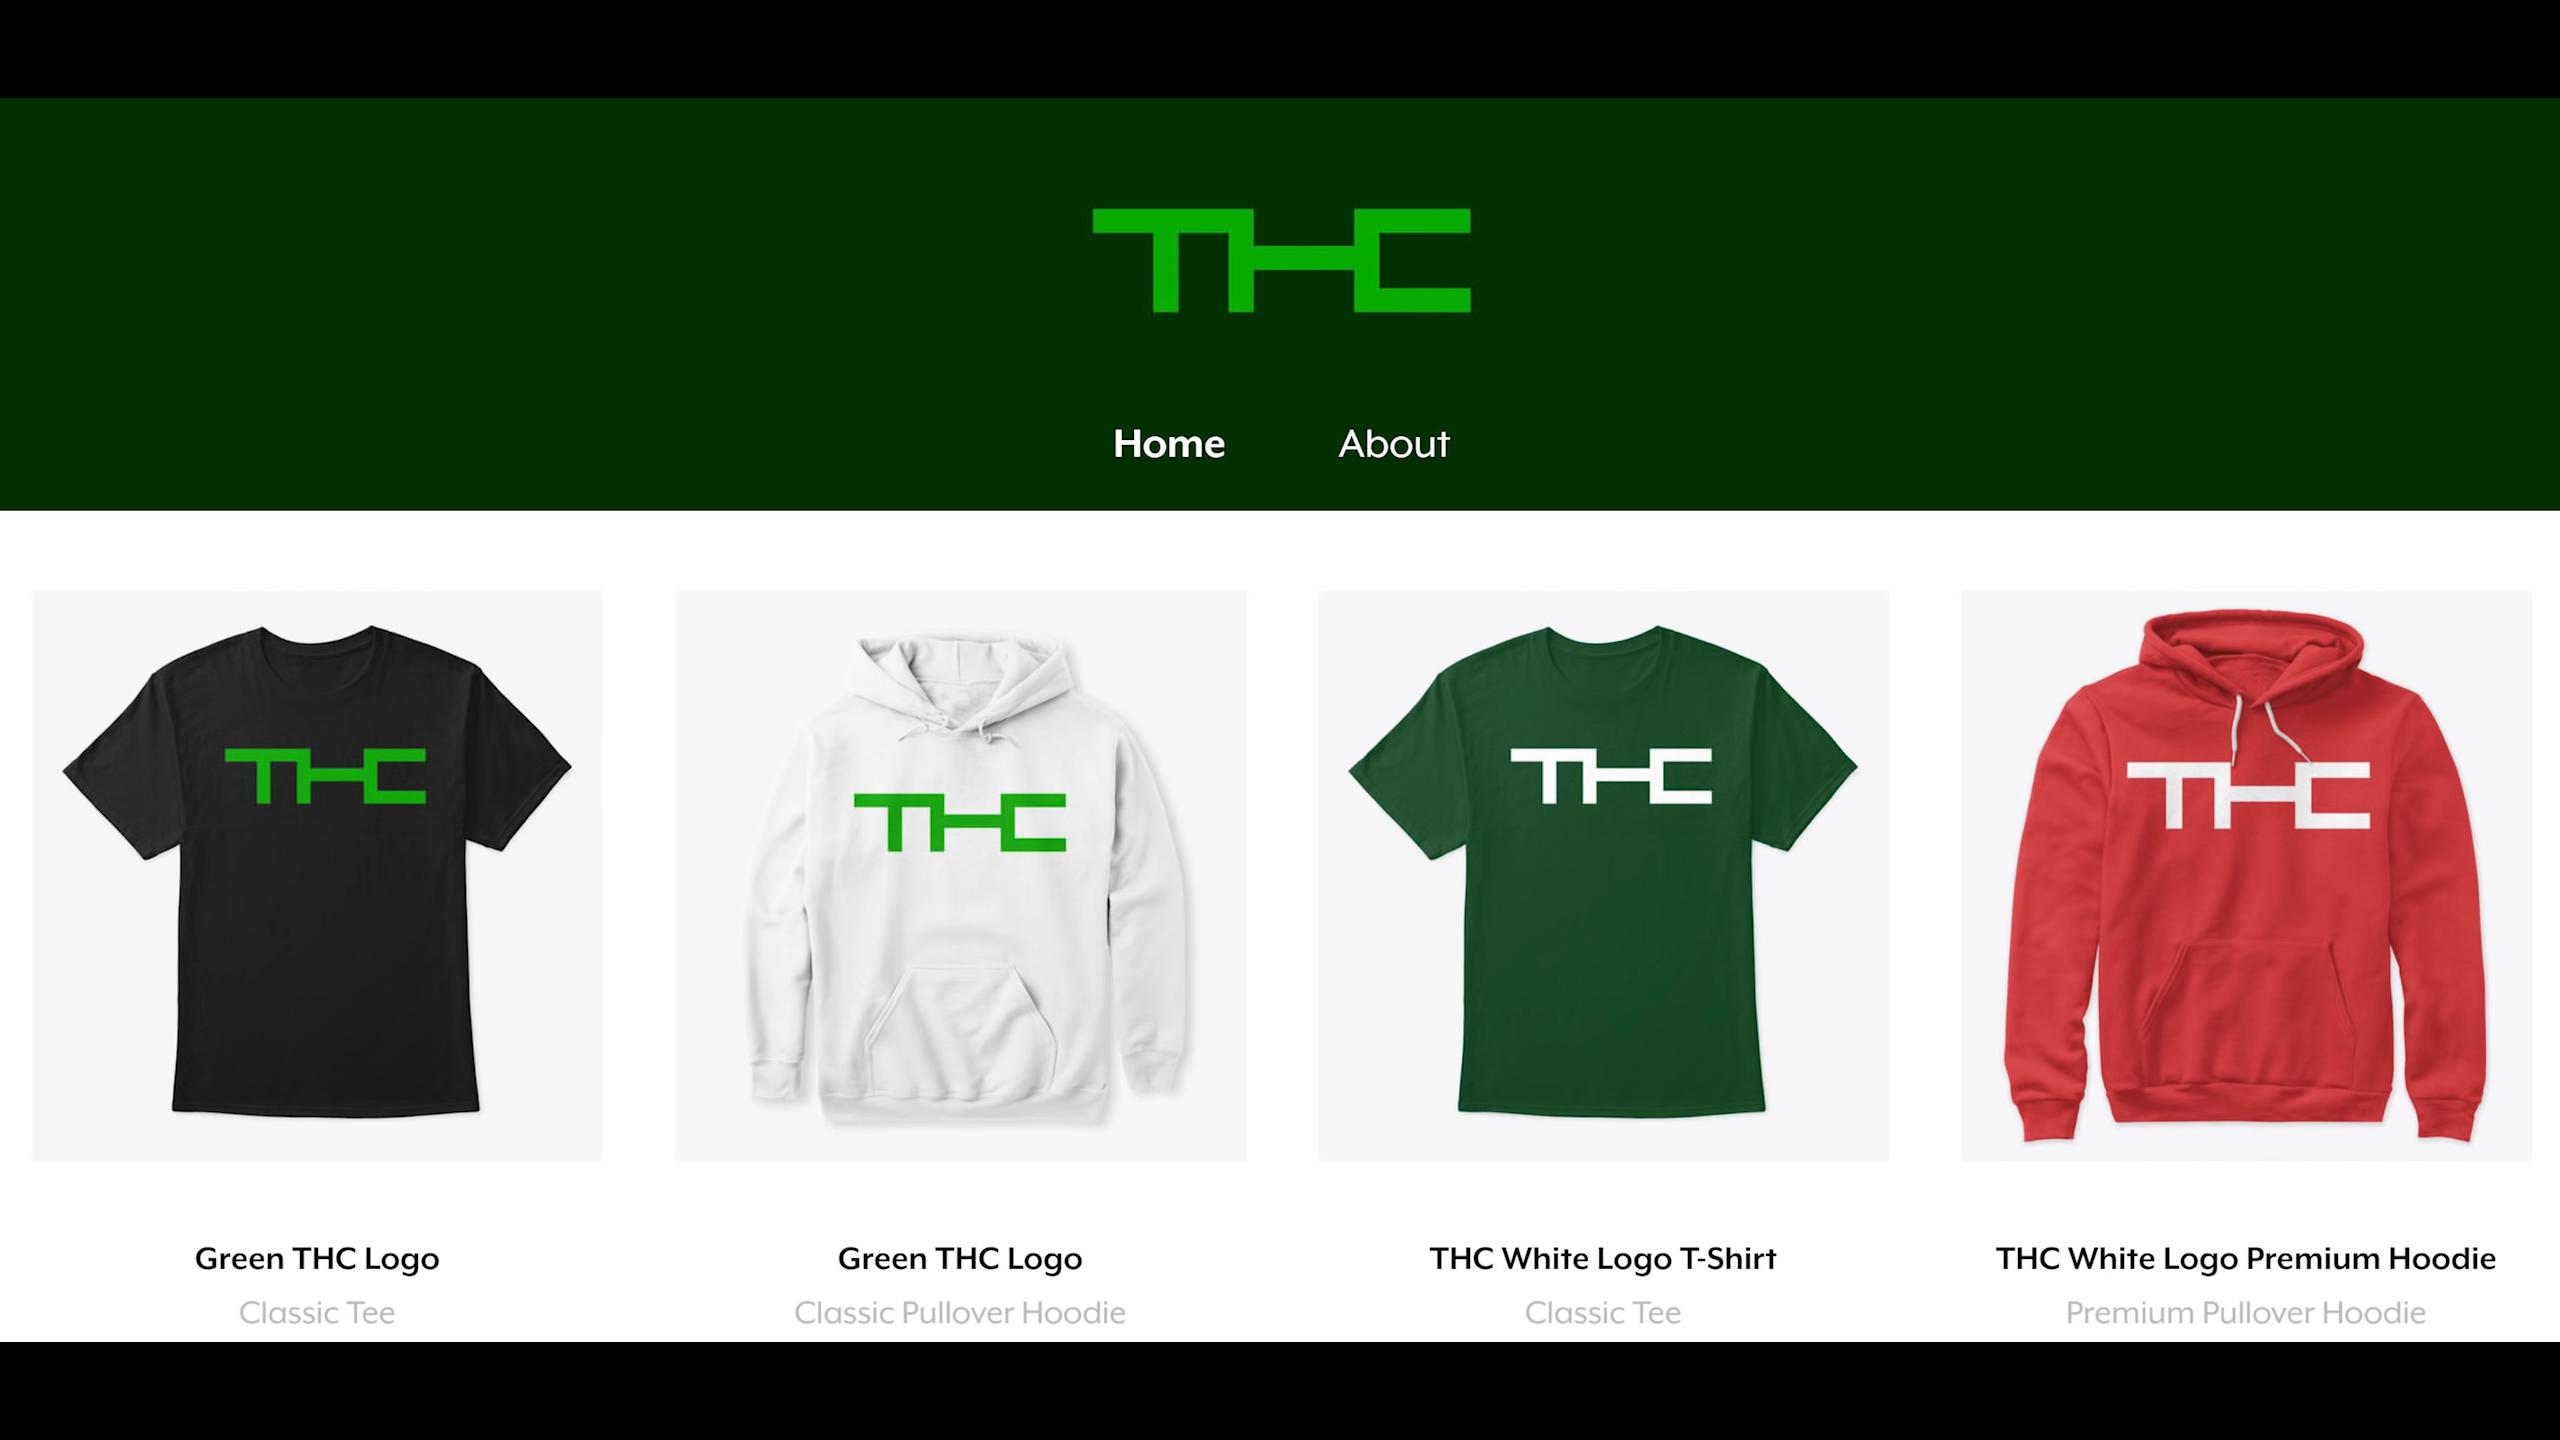 THC
Home About
THC
THC
THC
THC
Green THC Logo
Classic Tee
Green THC Logo
Classic Pullover Hoodie
THC White Logo T-Shirt
Classic Tee
THC White Logo Premium Hoodie
Premium Pullover Hoodie